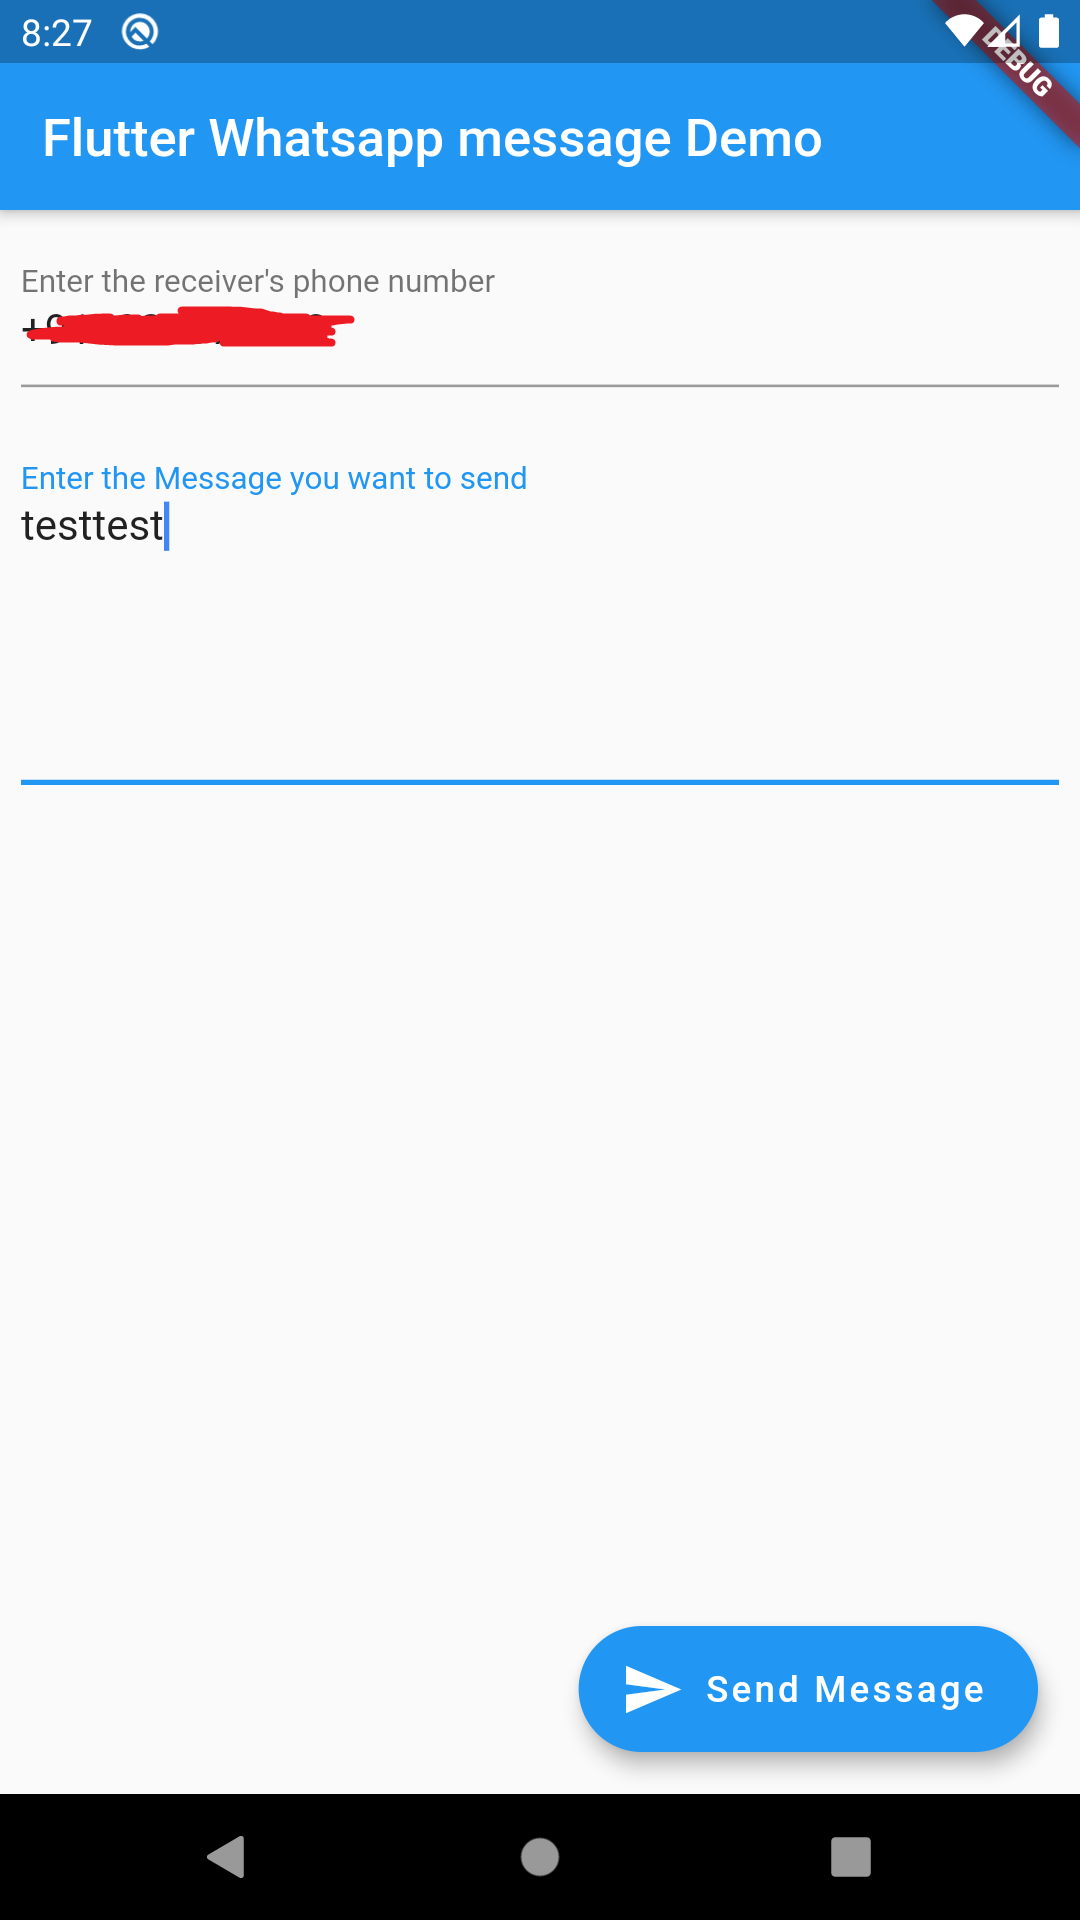 8:27
DEBUG
Flutter Whatsapp message Demo
Enter the receiver's phone number
Enter the Message you want to send
testtest
Send Message